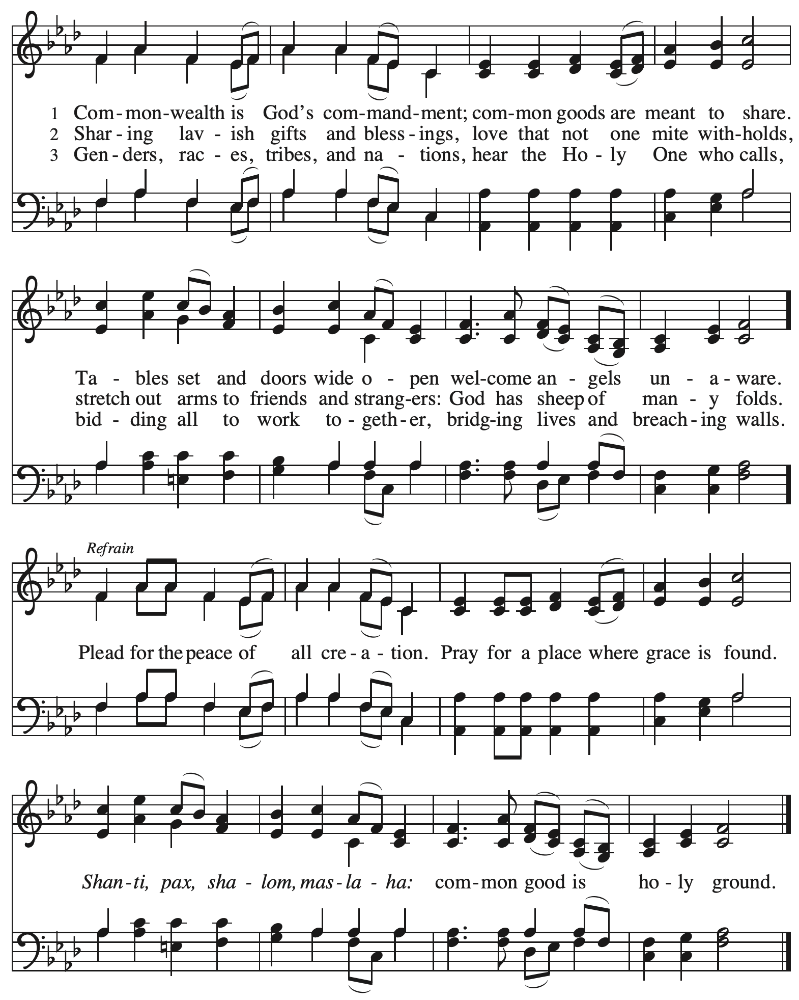 1 Com - mon - wealth is God's com - mand - ment; com - mon goods are meant to share.
2 Shar - ing lav - ish gifts and bless - ings, love that not one mite with - holds,
3 Gen - ders, rac - es, tribes, and na - tions, hear the Ho - ly One who calls,
Ta - bles set and doors wide o - pen wel - come an - gels un - a - ware.
stretch out arms to friends and strang - ers: God has sheep of man - y folds.
bid - ding all to work to - geth - er, bridg - ing lives and breach - ing walls.
Refrain
Plead for the peace of all cre - a - tion. Pray for a place where grace is found.
Shan - ti, pax, sha - lom, mas - la - ha: com - mon good is ho - ly ground.